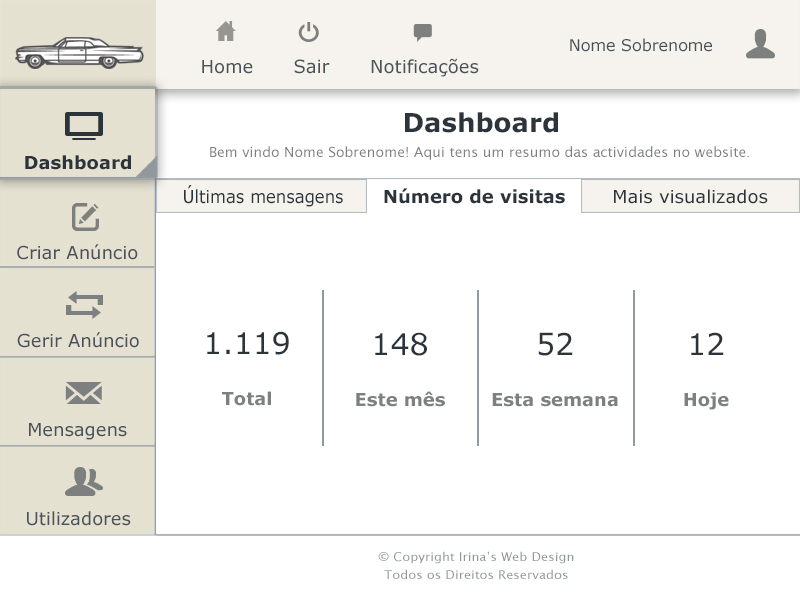 Home Sair Notificações Nome Sobrenome
Dashboard
Criar Anúncio
Gerir Anúncio
Mensagens
Utilizadores
Dashboard
Bem vindo Nome Sobrenome! Aqui tens um resumo das actividades no website.
Últimas mensagens Número de visitas Mais visualizados
1.119 148 52 12
Total Este mês Esta semana Hoje
© Copyright Irina's Web Design
Todos os Direitos Reservados